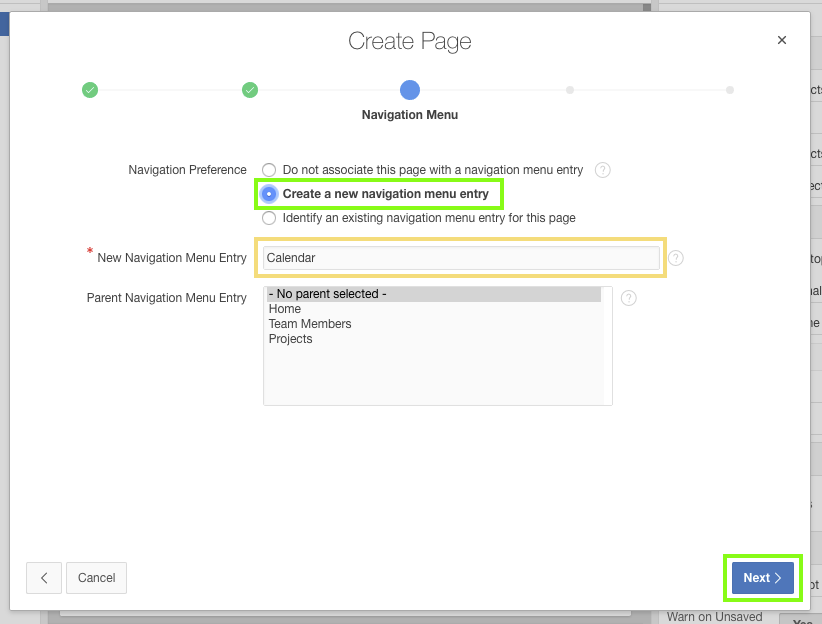 Create Page
×
Navigation Menu
Navigation Preference
Do not associate this page with a navigation menu entry ?
Create a new navigation menu entry
Identify an existing navigation menu entry for this page
* New Navigation Menu Entry
Calendar
?
Parent Navigation Menu Entry
- No parent selected -
?
Home
Team Members
Projects
Cancel
Next
Warn on Unsaved